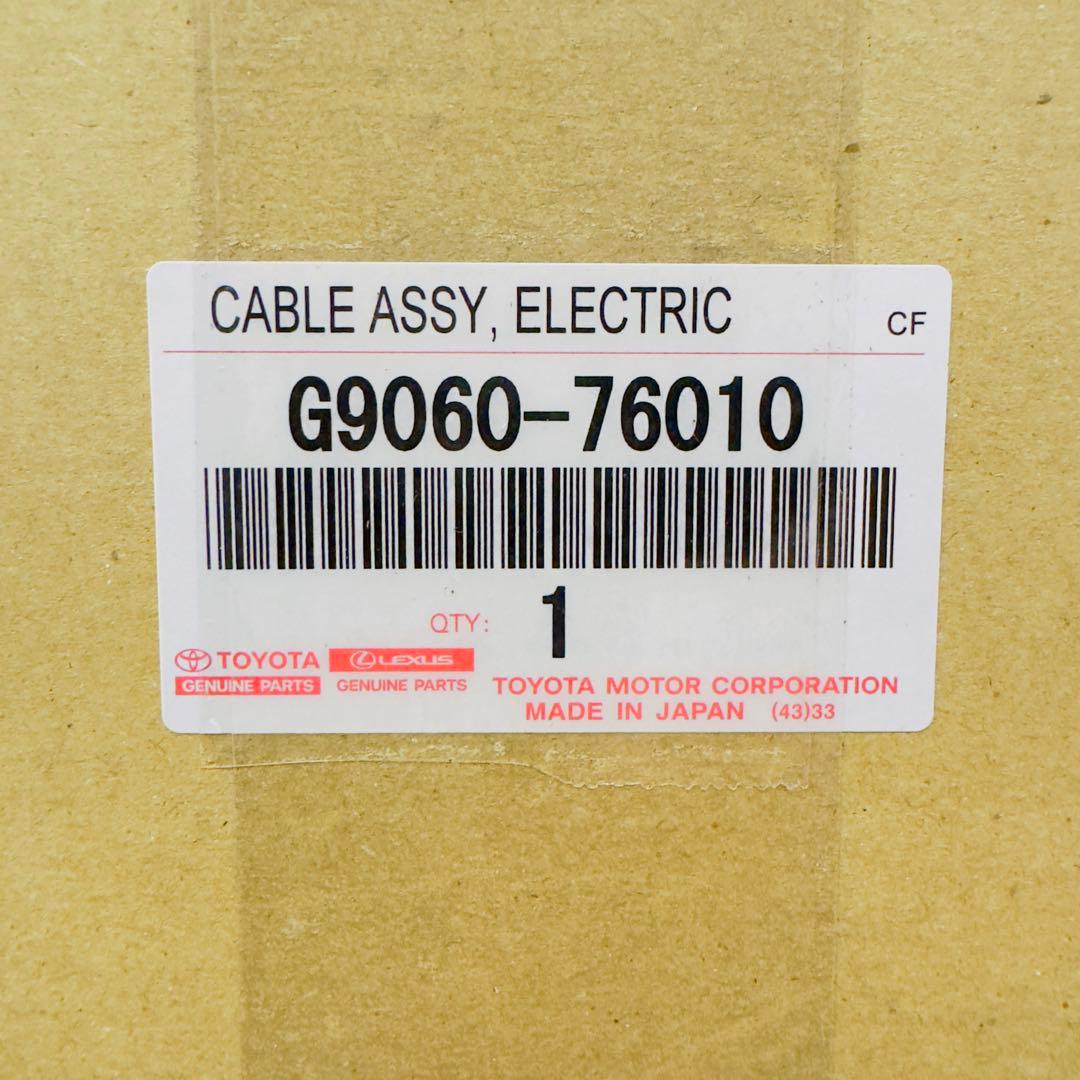 CABLE ASSY, ELECTRIC
CF
G9060-76010
QTY: 1
TOYOTA
GENUINE PARTS
LEXUS
GENUINE PARTS
TOYOTA MOTOR CORPORATION
MADE IN JAPAN (43)33